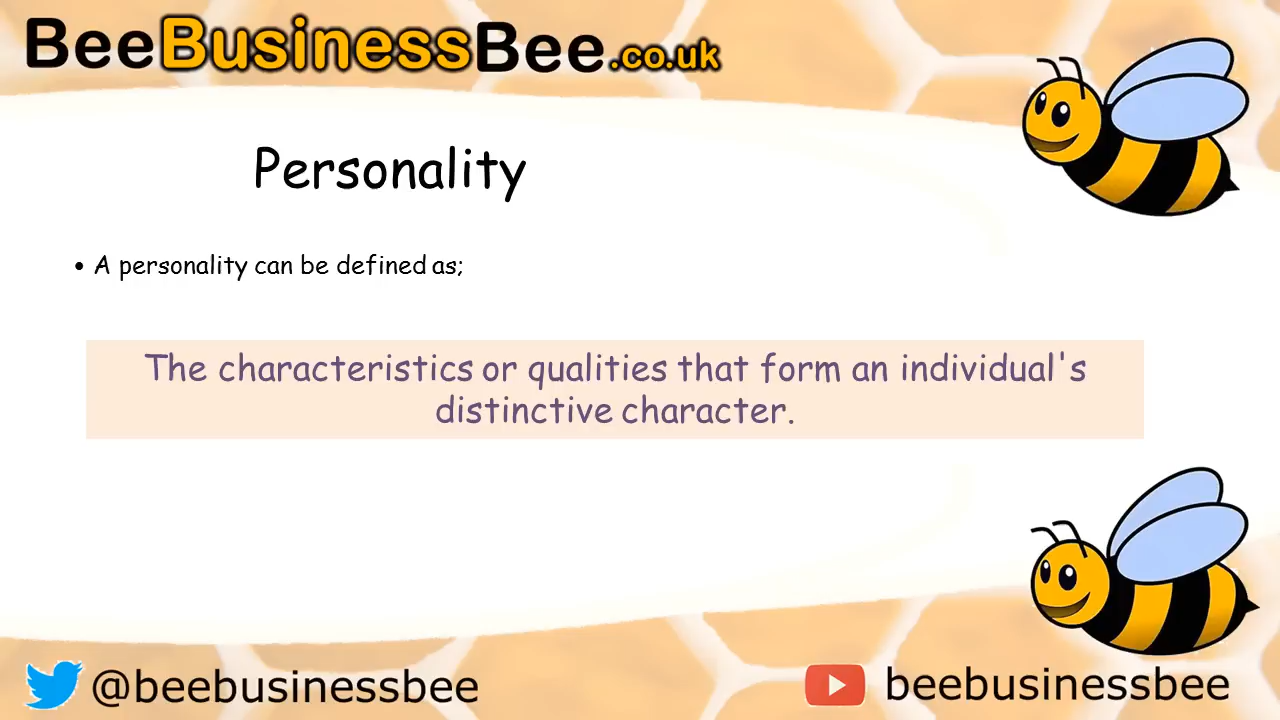 BeeBusinessBee.co.uk
Personality
• A personality can be defined as;
The characteristics or qualities that form an individual's
distinctive character.
@beebusinessbee
beebusinessbee